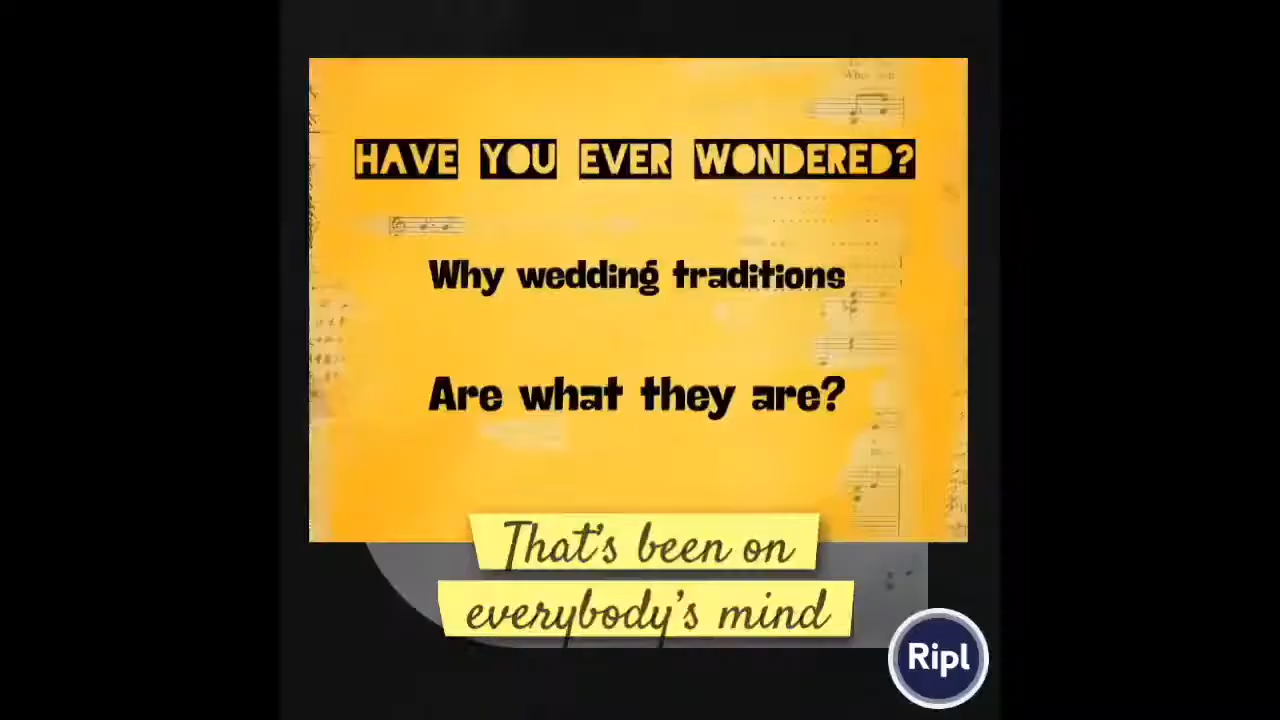 HAVE YOU EVER WONDERED?
Why wedding traditions
Are what they are?
That's been on
everybody's mind
Ripl